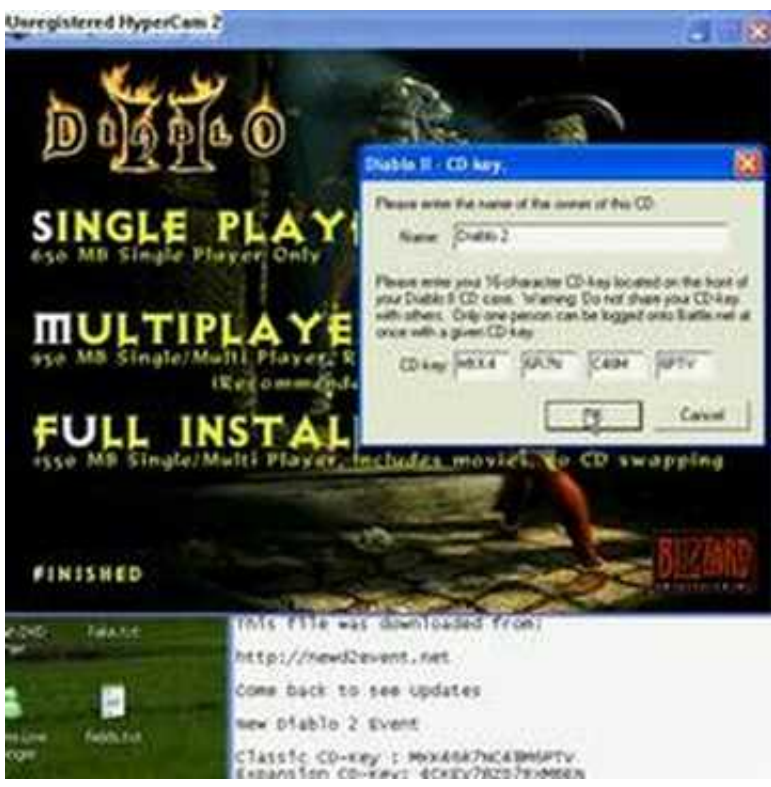 Unregistered HyperCam 2
DIABLO II
SINGLE PLAY
650 MB Single Player Only
MULTIPLAYE
950 MB Single/Multi Player, R
(Recommende
FULL INSTAL
1550 MB Single/Multi Player, includes movies, no CD swapping
FINISHED
BLIZZARD
Diablo II - CD-key.
Please enter the name of the owner of this CD.
Name: Diablo 2
Please enter your 16-character CD-key located on the front of
your Diablo II CD case. Warning: Do not share your CD-key
with others. Only one person can be logged onto Battle.net at
once with a given CD-key.
CD-key:
OK
Cancel
This file was downloaded from:
http://newd2event.net
Come back to see updates
new Diablo 2 Event
Classic CD-Key :
Expansion CD-Key: